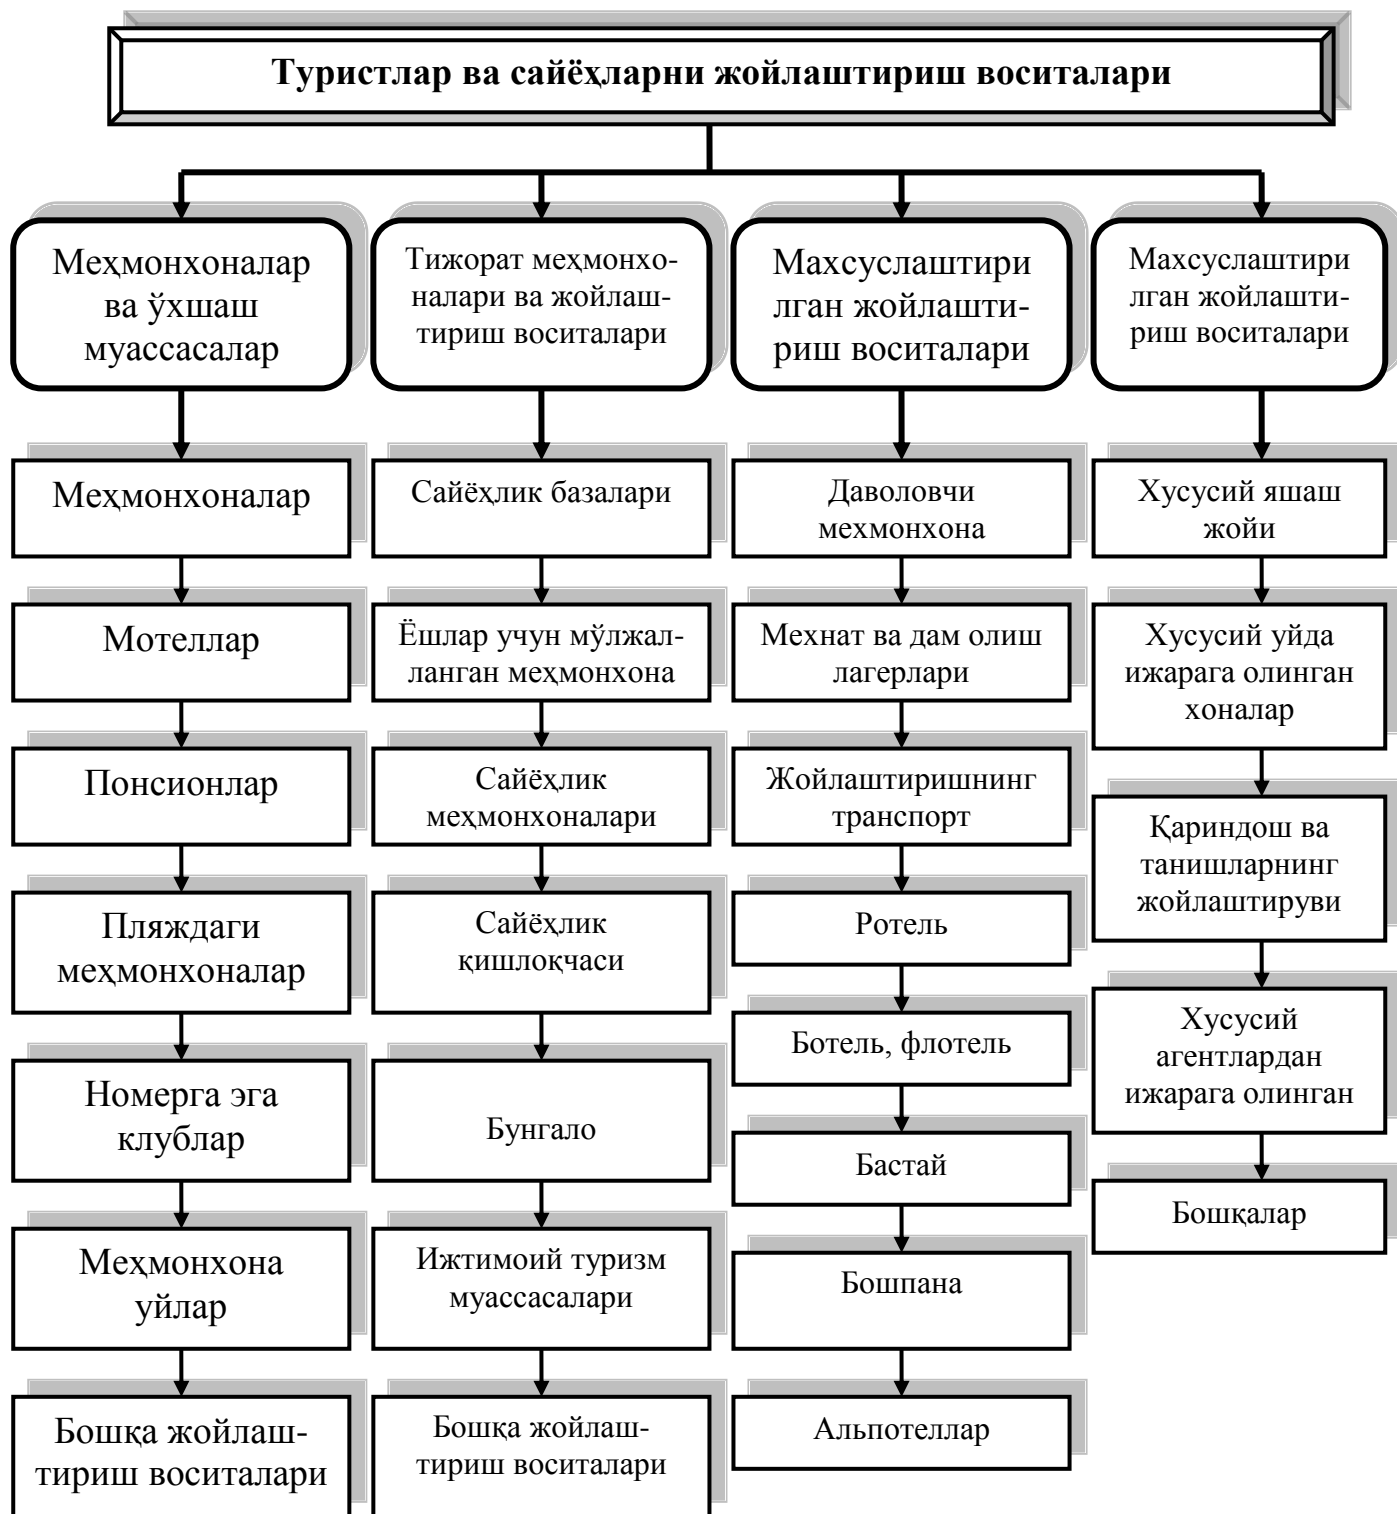 Туристлар ва сайёҳларни жойлаштириш воситалари
Меҳмонхоналар
ва ўхшаш
муассасалар
Меҳмонхоналар
Мотеллар
Понсионлар
Пляждаги
меҳмонхоналар
Номерга эга
клублар
Меҳмонхона
уйлар
Бошқа жойлаш-
тириш воситалари
Тижорат меҳмонхо-
налари ва жойлаш-
тириш воситалари
Сайёҳлик базалари
Ёшлар учун мўлжал-
ланган меҳмонхона
Сайёҳлик
меҳмонхоналари
Сайёҳлик
қишлоқчаси
Бунгало
Ижтимоий туризм
муассасалари
Бошқа жойлаш-
тириш воситалари
Махсуслаштири
лган жойлашти-
риш воситалари
Даволовчи
мехмонхона
Мехнат ва дам олиш
лагерлари
Жойлаштиришнинг
транспорт
Ротель
Ботель, флотель
Бастай
Бошпана
Альпотеллар
Махсуслаштири
лган жойлашти-
риш воситалари
Хусусий яшаш
жойи
Хусусий уйда
ижарага олинган
хоналар
Қариндош ва
танишларнинг
жойлаштируви
Хусусий
агентлардан
ижарага олинган
Бошқалар